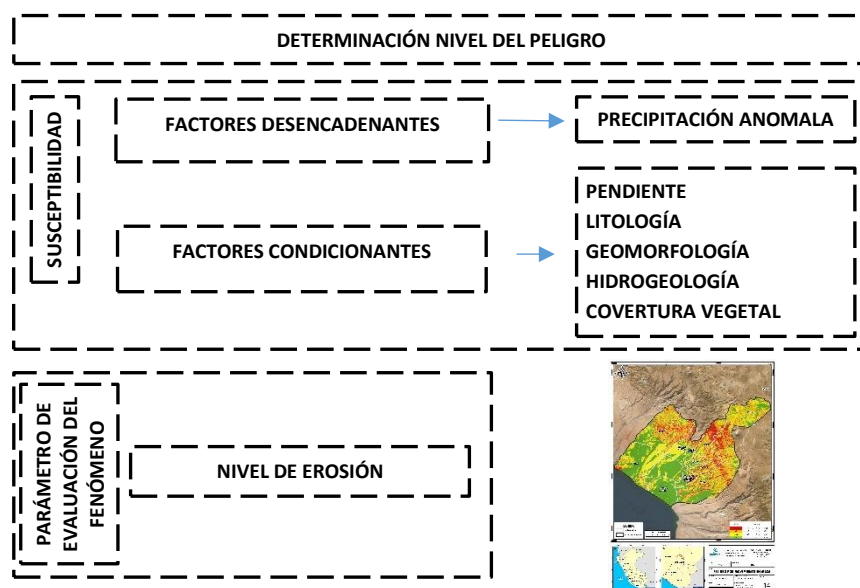 DETERMINACIÓN NIVEL DEL PELIGRO
SUSCEPTIBILIDAD
FACTORES DESENCADENANTES
PRECIPITACIÓN ANOMALA
FACTORES CONDICIONANTES
PENDIENTE
LITOLOGÍA
GEOMORFOLOGÍA
HIDROGEOLOGÍA
COVERTURA VEGETAL
PARÁMETRO DE
EVALUACIÓN DEL
FENÓMENO
NIVEL DE EROSIÓN